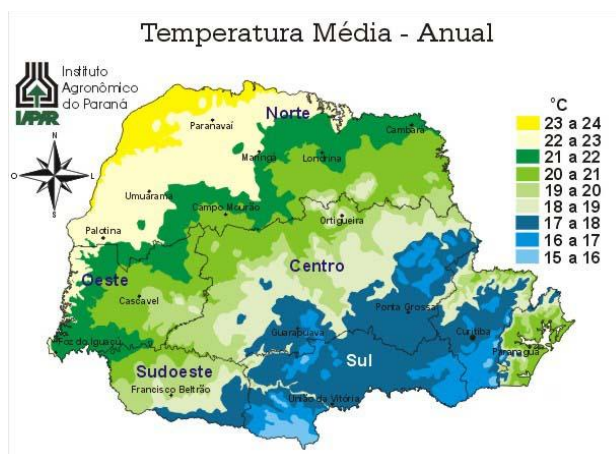 Temperatura Média - Anual
Instituto
Agronômico
do Paraná
IAPAR
N
O
L
S
°C
23 a 24
22 a 23
21 a 22
20 a 21
19 a 20
18 a 19
17 a 18
16 a 17
15 a 16
Norte
Paranavaí
Cambará
Maringá
Londrina
Umuarama
Campo Mourão
Ortigueira
Palotina
Oeste
Centro
Cascavel
Ponta Grossa
Guarapuava
Curitiba
Foz do Iguaçú
Paranaguá
Sul
Sudoeste
Francisco Beltrão
União da Vitória